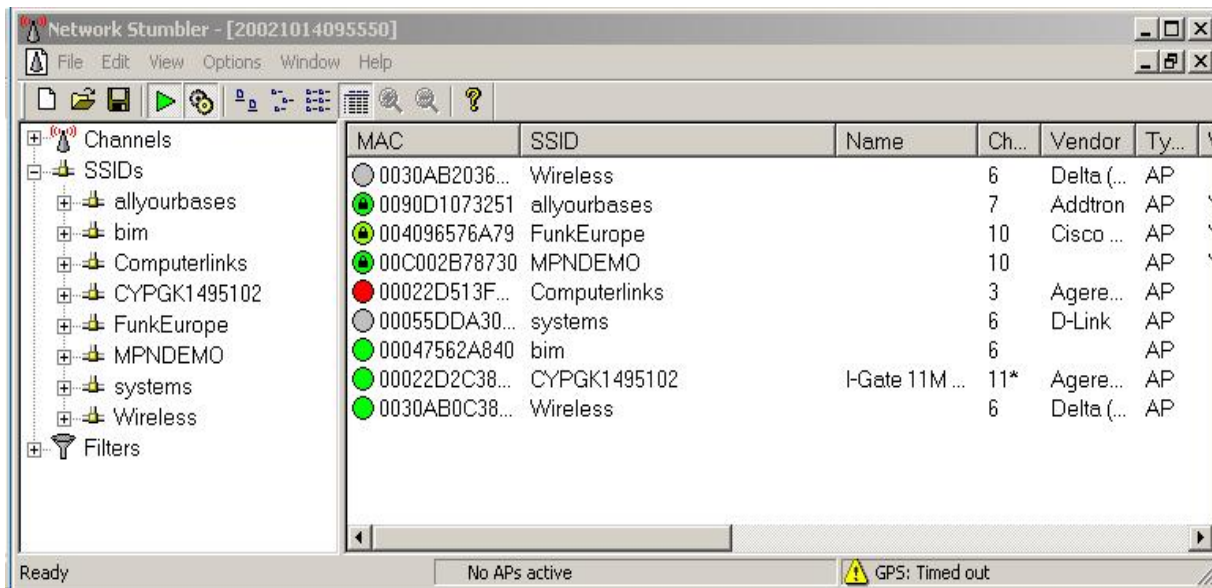 Network Stumbler - [20021014095550]
File Edit View Options Window Help
Channels
SSIDs
allyourbases
bim
Computerlinks
CYPGK1495102
FunkEurope
MPNDEMO
systems
Wireless
Filters
MAC SSID Name Ch... Vendor Ty...
0030AB2036... Wireless 6 Delta (... AP
0090D1073251 allyourbases 7 Addtron AP
004096576A79 FunkEurope 10 Cisco ... AP
00C002B78730 MPNDEMO 10 AP
00022D513F... Computerlinks 3 Agere... AP
00055DDA30... systems 6 D-Link AP
00047562A840 bim 6 AP
00022D2C38... CYPGK1495102 I-Gate 11M ... 11* Agere... AP
0030AB0C38... Wireless 6 Delta (... AP
Ready No APs active GPS: Timed out